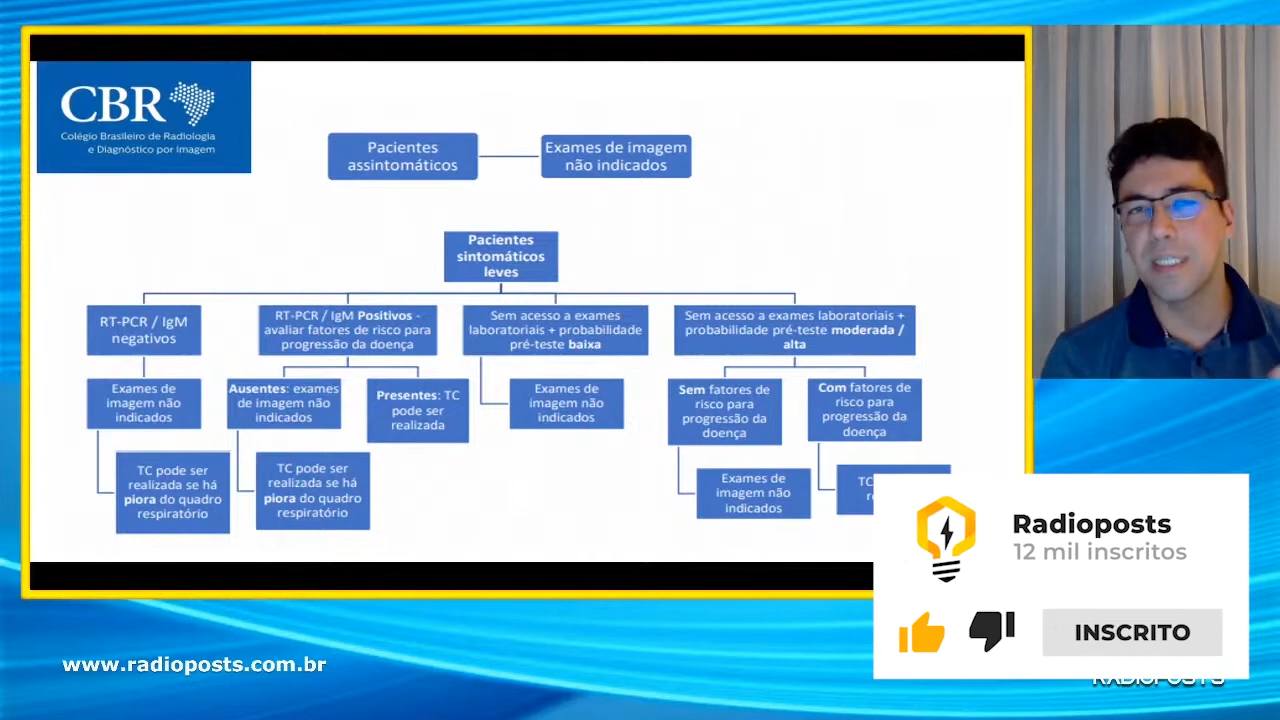 CBR
Colégio Brasileiro de Radiologia
e Diagnóstico por Imagem
Pacientes
assintomáticos
Exames de imagem
não indicados
Pacientes
sintomáticos
leves
RT-PCR / IgM
negativos
RT-PCR / IgM Positivos -
avaliar fatores de risco para
progressão da doença
Sem acesso a exames
laboratoriais + probabilidade
pré-teste baixa
Sem acesso a exames laboratoriais +
probabilidade pré-teste moderada /
alta
Exames de
imagem não
indicados
Ausentes: exames
de imagem não
indicados
Presentes: TC
pode ser
realizada
Exames de
imagem não
indicados
Sem fatores de
risco para
progressão da
doença
Com fatores de
risco para
progressão da
doença
TC pode ser
realizada se há
piora do quadro
respiratório
TC pode ser
realizada se há
piora do quadro
respiratório
Exames de
imagem não
indicados
Radioposts
12 mil inscritos
INSCRITO
www.radioposts.com.br
RADIOPOSTS